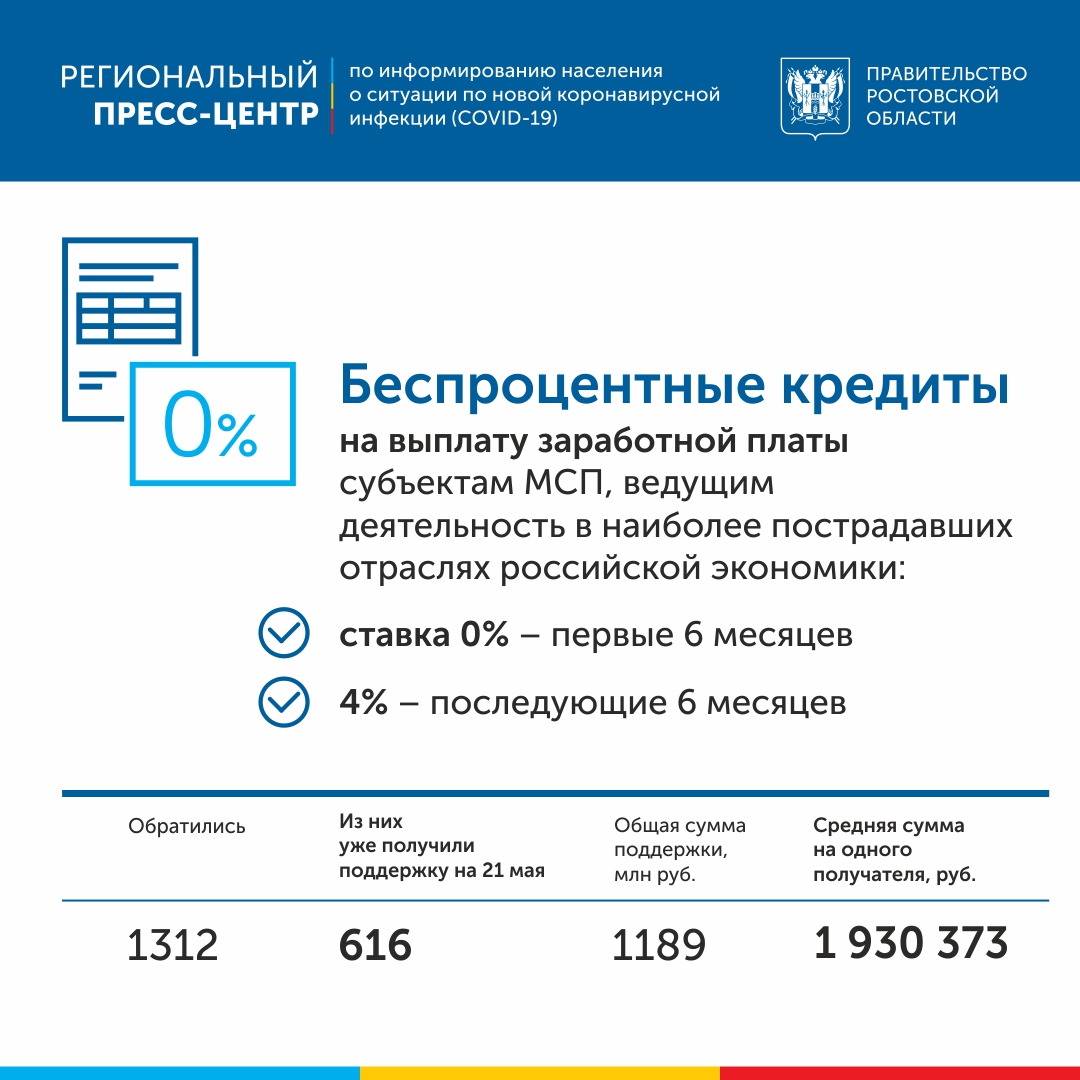 РЕГИОНАЛЬНЫЙ
ПРЕСС-ЦЕНТР
по информированию населения
о ситуации по новой коронавирусной
инфекции (COVID-19)
ПРАВИТЕЛЬСТВО
РОСТОВСКОЙ
ОБЛАСТИ
0%
Беспроцентные кредиты
на выплату заработной платы
субъектам МСП, ведущим
деятельность в наиболее пострадавших
отраслях российской экономики:
ставка 0% – первые 6 месяцев
4% – последующие 6 месяцев
Обратились
Из них
уже получили
поддержку на 21 мая
Общая сумма
поддержки,
млн руб.
Средняя сумма
на одного
получателя, руб.
1312
616
1189
1 930 373